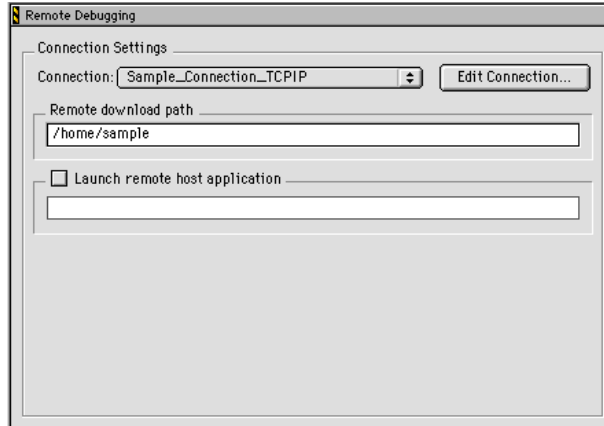 Remote Debugging
Connection Settings
Connection: Sample_Connection_TCPIP Edit Connection...
Remote download path
/home/sample
Launch remote host application